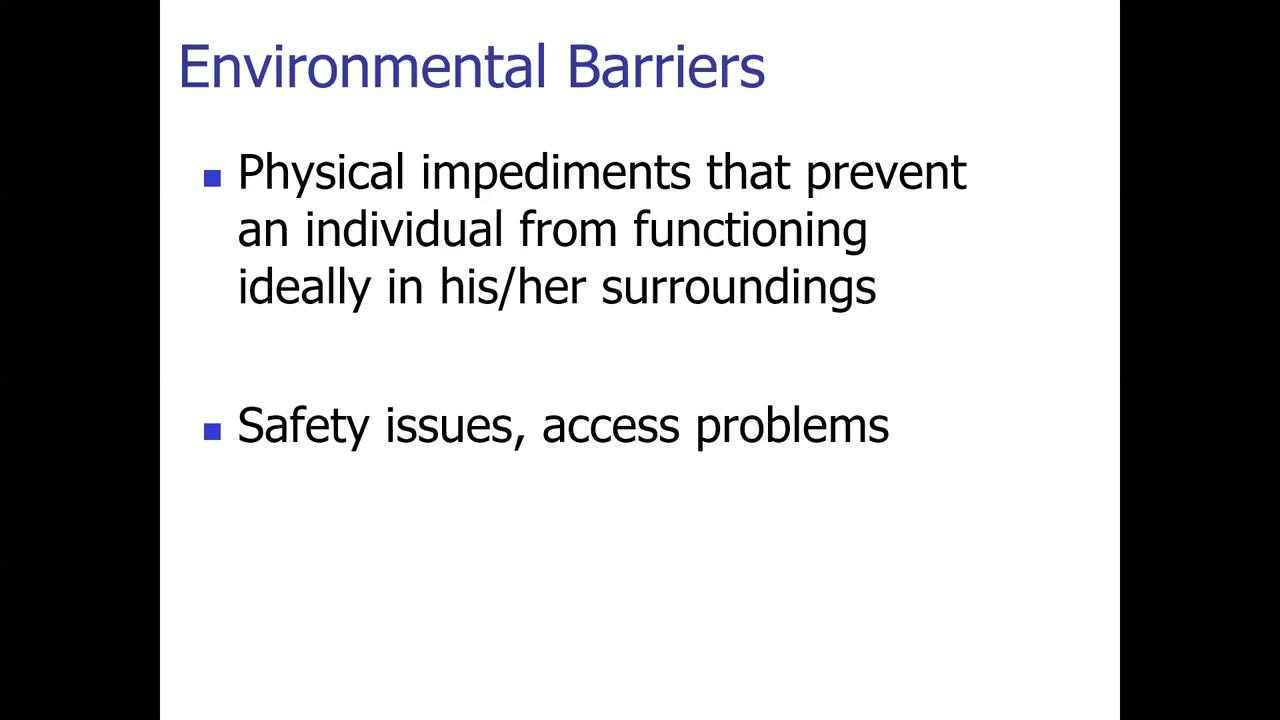 Environmental Barriers
Physical impediments that prevent
an individual from functioning
ideally in his/her surroundings
Safety issues, access problems